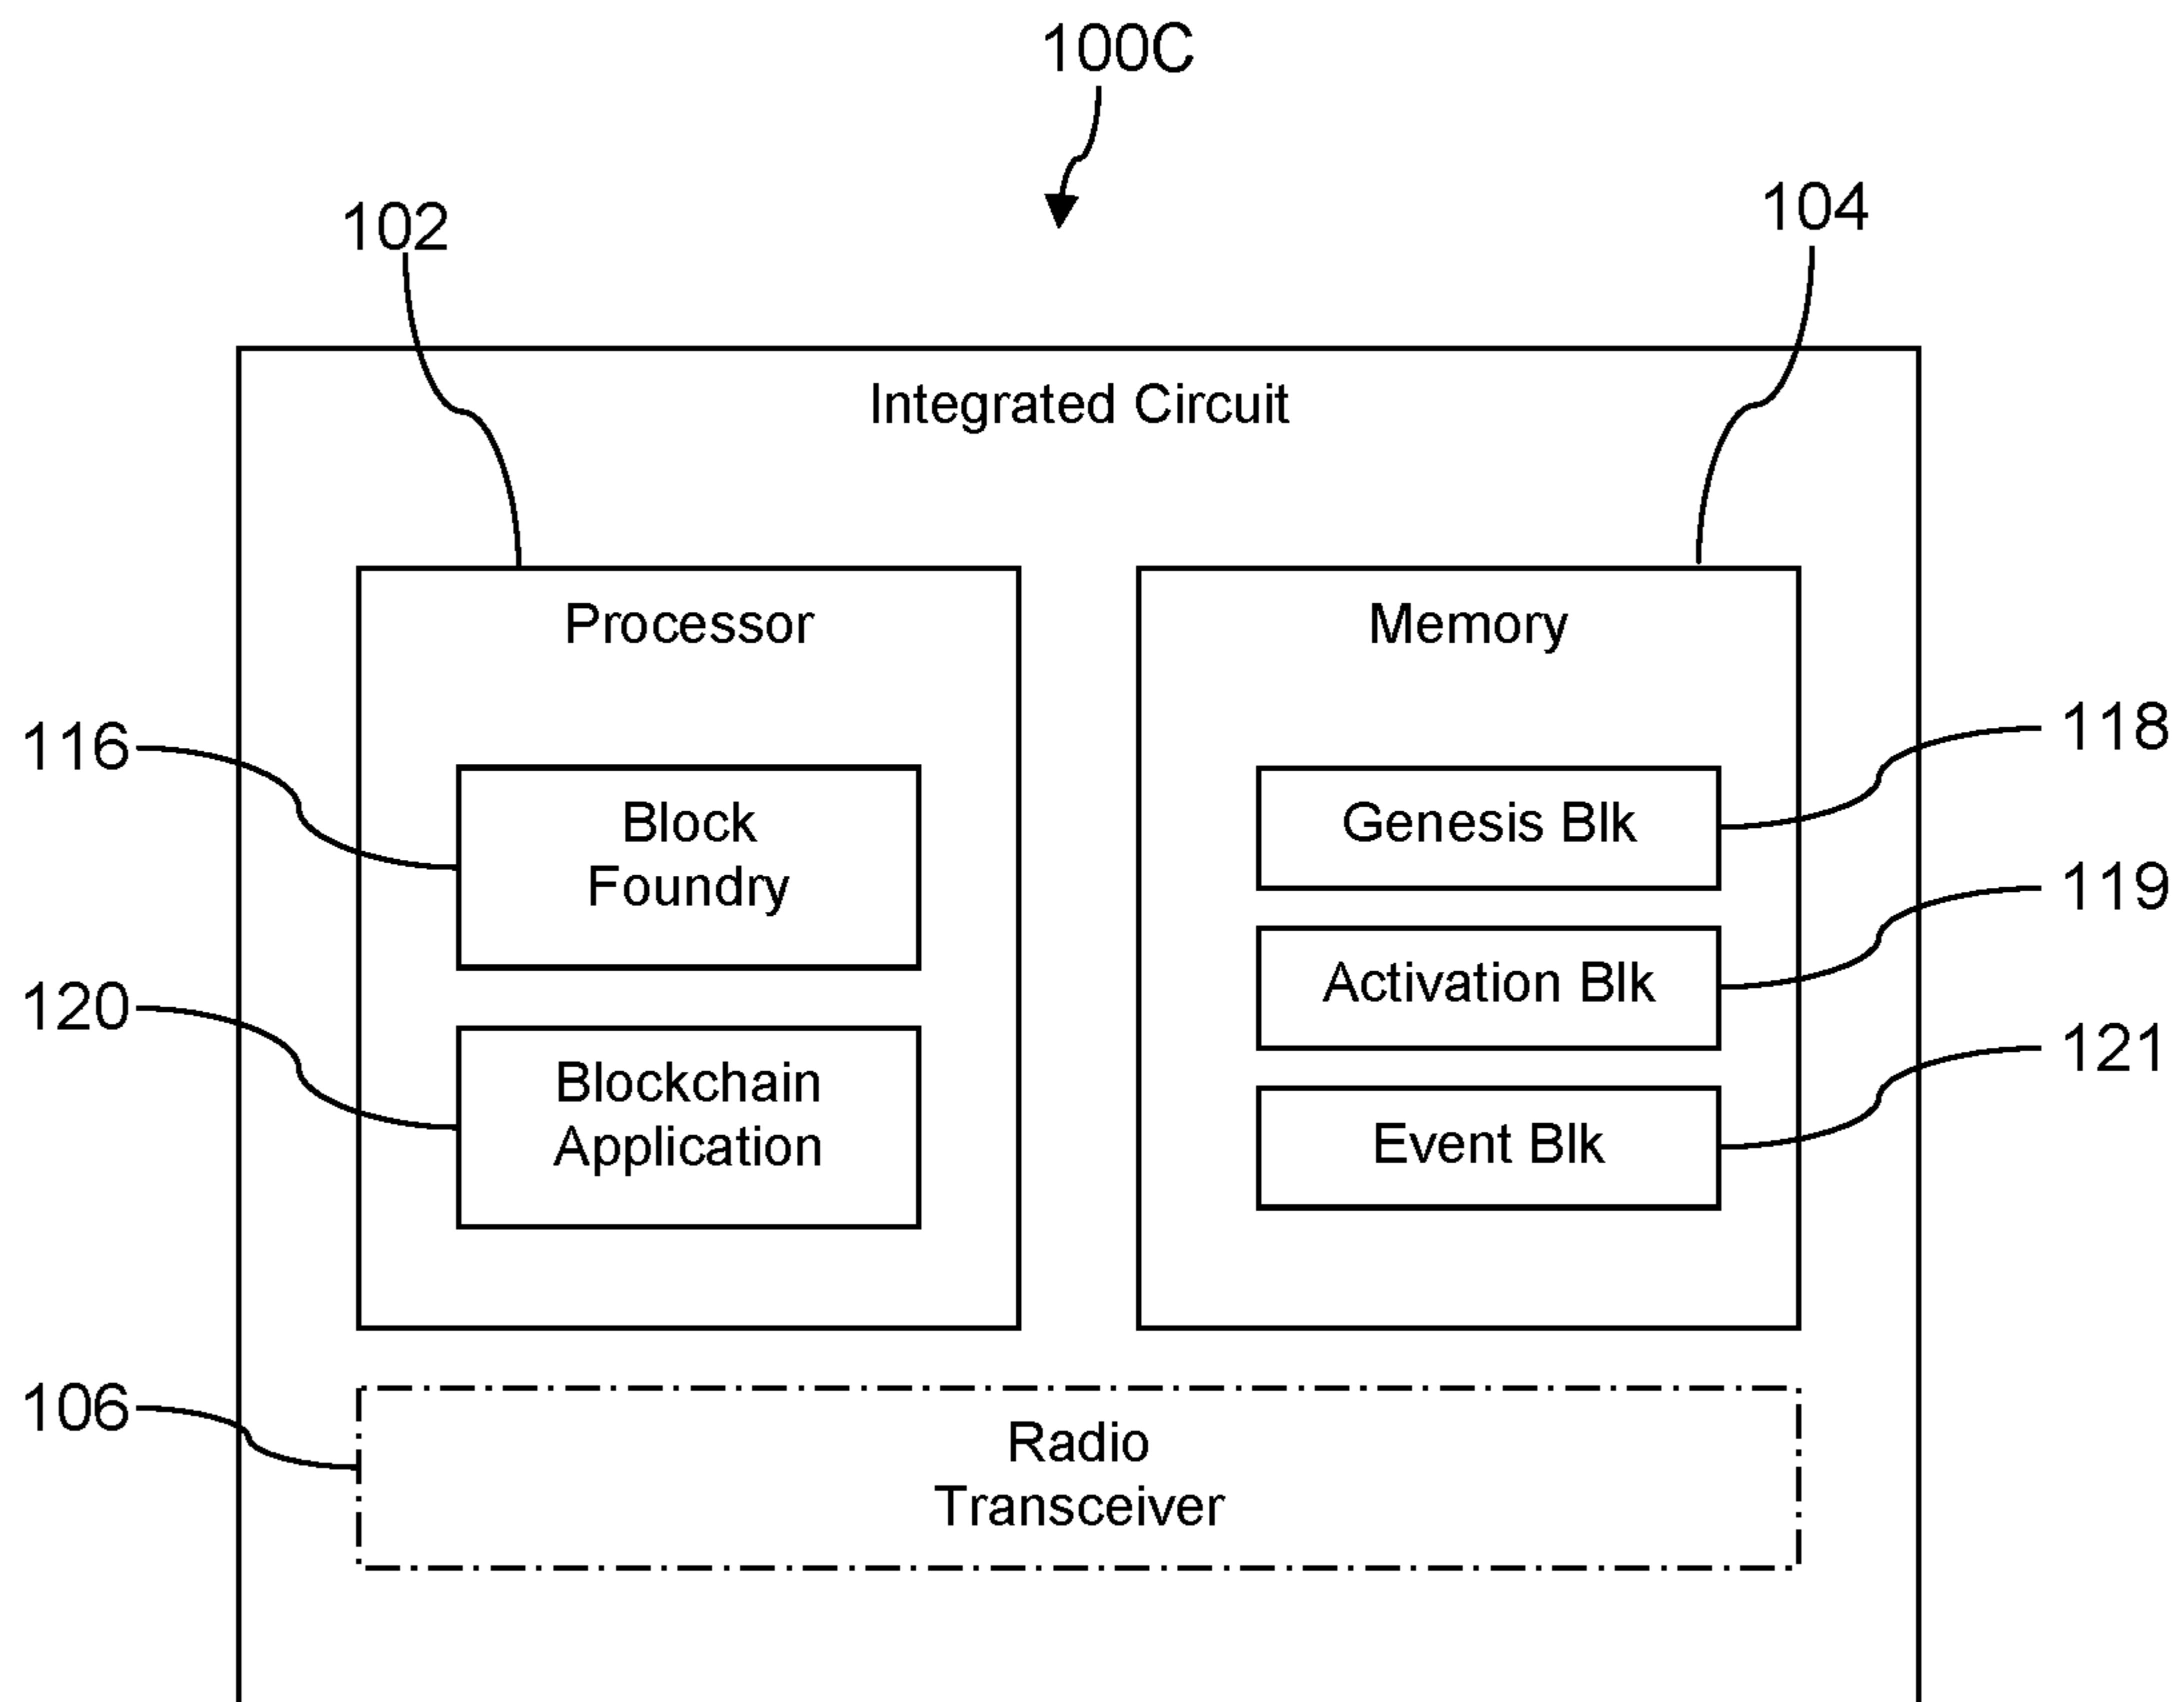 100C
102
104
Integrated Circuit
Processor
Memory
116
118
Block
Foundry
Genesis Blk
119
Activation Blk
120
121
Blockchain
Application
Event Blk
106
Radio
Transceiver